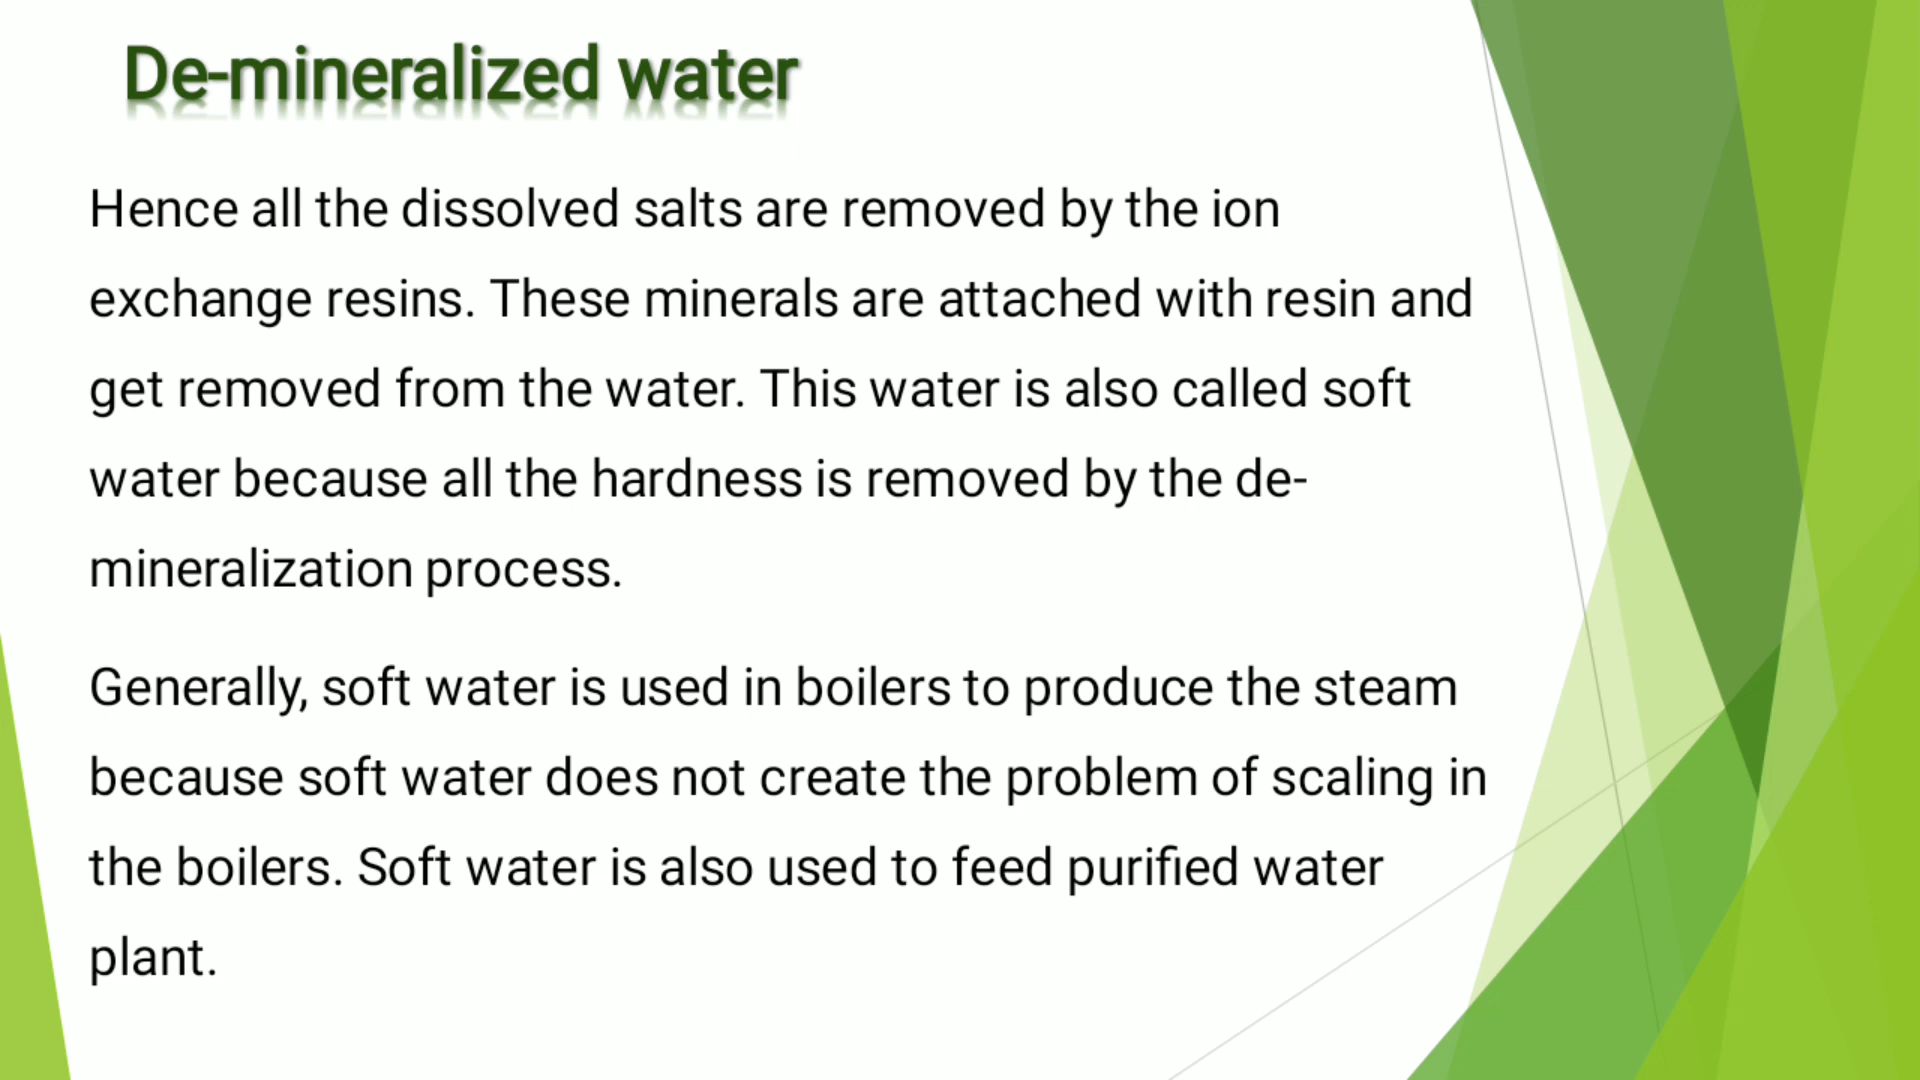 De-mineralized water
Hence all the dissolved salts are removed by the ion
exchange resins. These minerals are attached with resin and
get removed from the water. This water is also called soft
water because all the hardness is removed by the de-
mineralization process.
Generally, soft water is used in boilers to produce the steam
because soft water does not create the problem of scaling in
the boilers. Soft water is also used to feed purified water
plant.